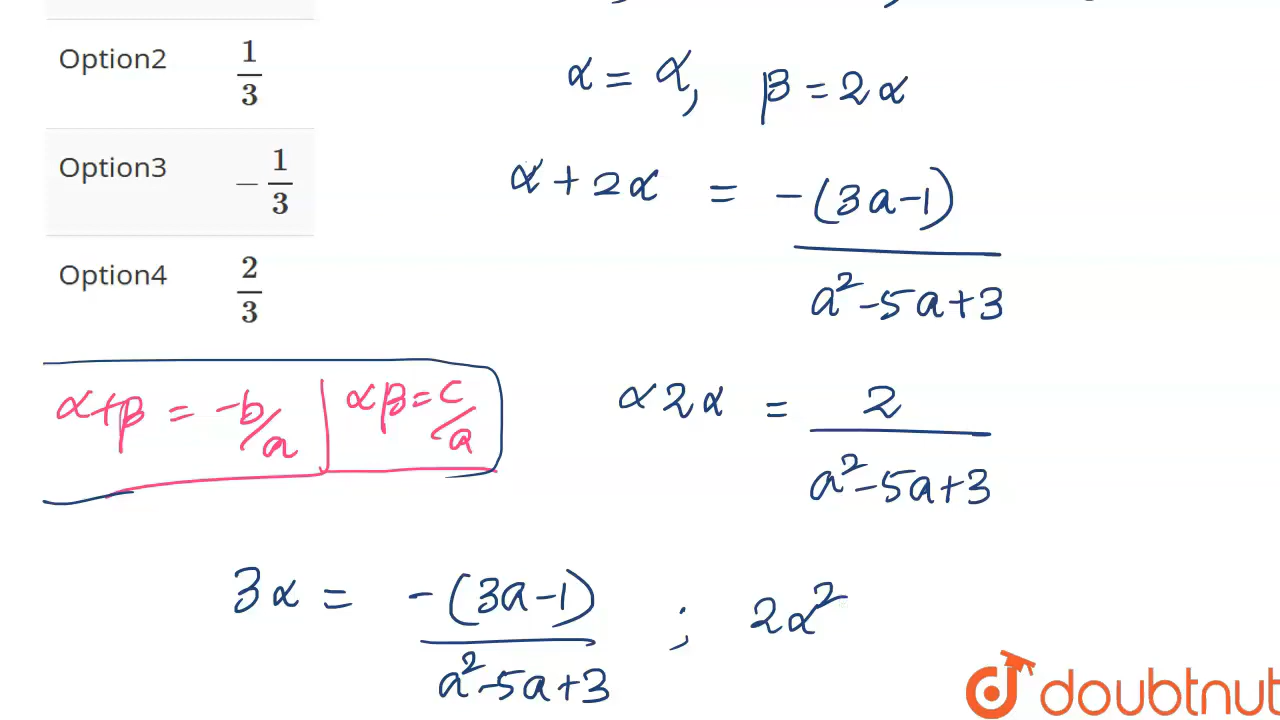 α = α, β = 2α
Option2 1/3
α + 2α = -(3a-1)/(a²-5a+3)
Option3 -1/3
Option4 2/3
α+β = -b/a | αβ = c/a
α2α = 2/(a²-5a+3)
3α = -(3a-1)/(a²-5a+3) ; 2α²
doubtnut